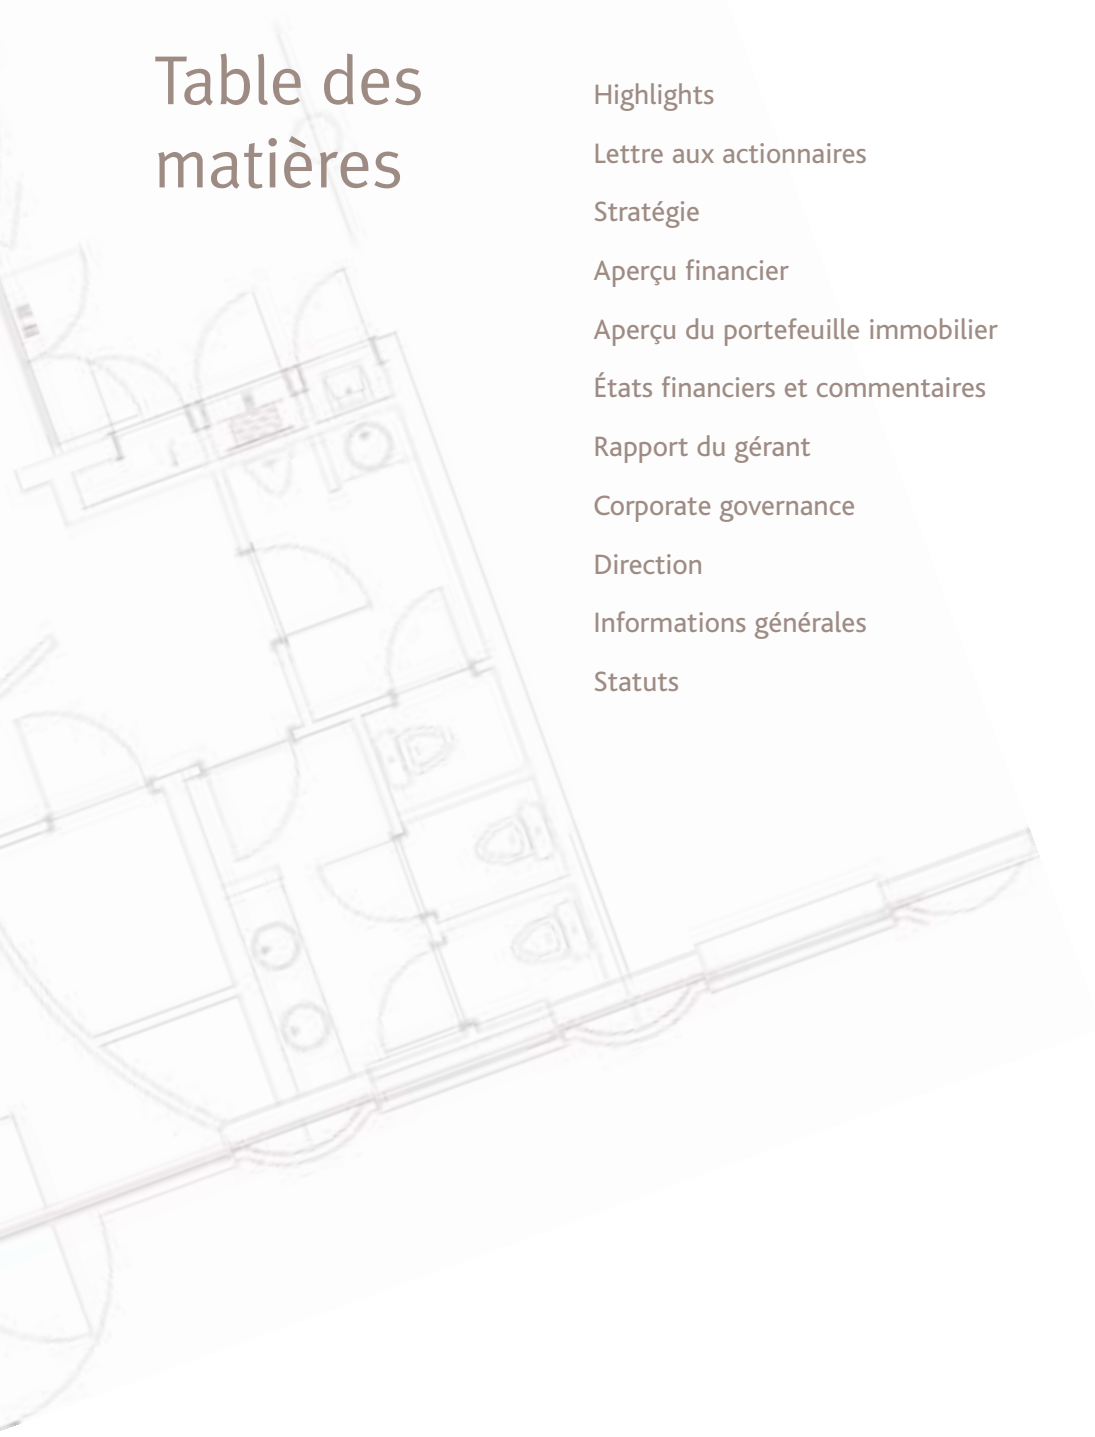 Table des
matières
Highlights
Lettre aux actionnaires
Stratégie
Aperçu financier
Aperçu du portefeuille immobilier
États financiers et commentaires
Rapport du gérant
Corporate governance
Direction
Informations générales
Statuts